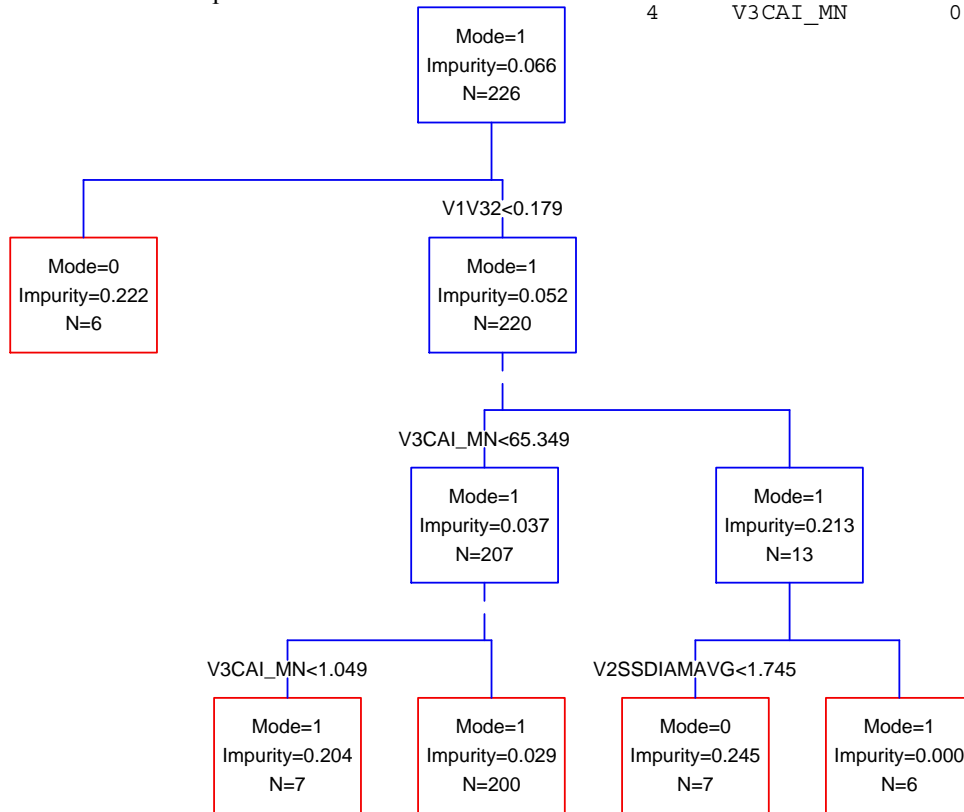 4 V3CAI_MN 0
Mode=1
Impurity=0.066
N=226
V1V32<0.179
Mode=0
Impurity=0.222
N=6
Mode=1
Impurity=0.052
N=220
V3CAI_MN<65.349
Mode=1
Impurity=0.037
N=207
Mode=1
Impurity=0.213
N=13
V3CAI_MN<1.049
V2SSDIAMAVG<1.745
Mode=1
Impurity=0.204
N=7
Mode=1
Impurity=0.029
N=200
Mode=0
Impurity=0.245
N=7
Mode=1
Impurity=0.000
N=6